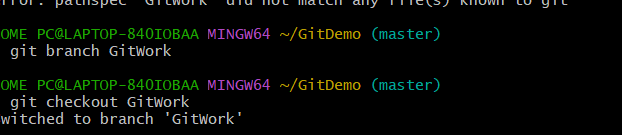 rror: pathspec 'GitWork' did not match any file(s) known to git
OME PC@LAPTOP-840IOBAA MINGW64 ~/GitDemo (master)
git branch GitWork
OME PC@LAPTOP-840IOBAA MINGW64 ~/GitDemo (master)
git checkout GitWork
witched to branch 'GitWork'